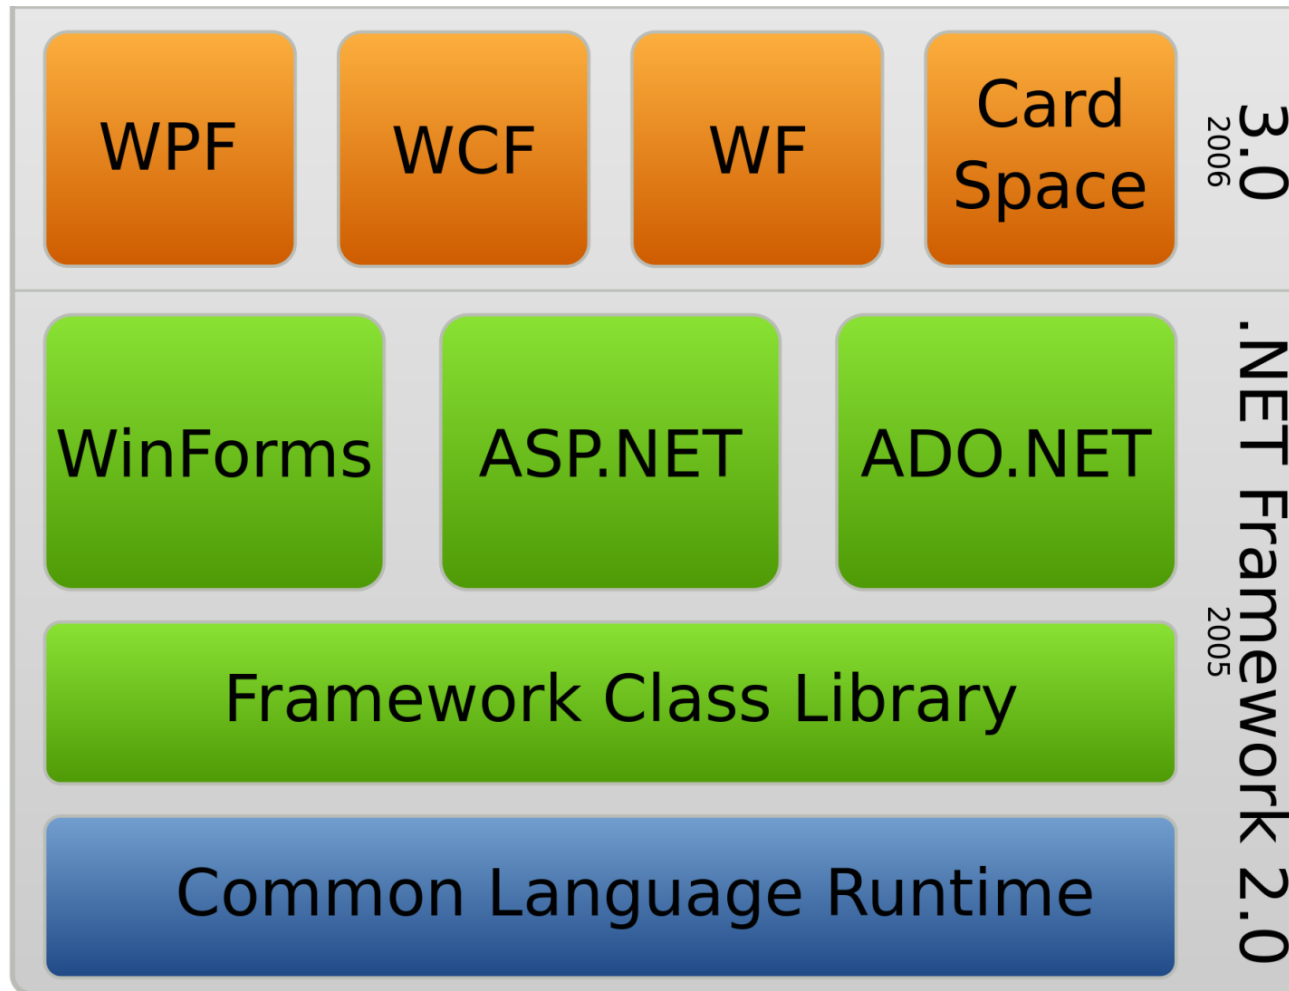 WPF
WCF
WF
Card
Space
3.0
2006
WinForms
ASP.NET
ADO.NET
.NET Framework 2.0
2005
Framework Class Library
Common Language Runtime